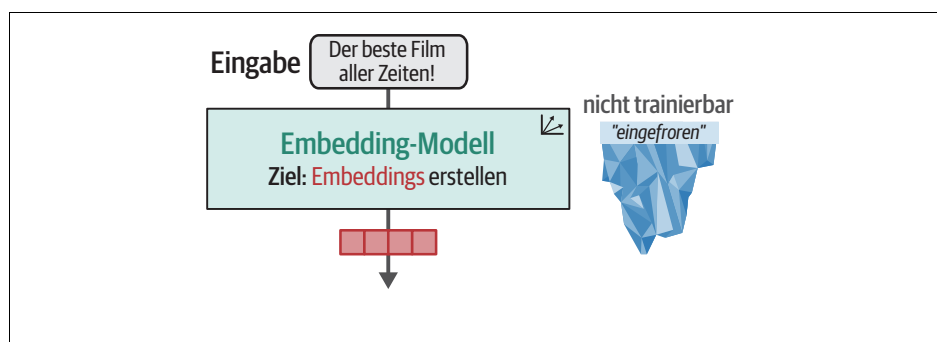 Eingabe
Der beste Film
aller Zeiten!
nicht trainierbar
"eingefroren"
Embedding-Modell
Ziel: Embeddings erstellen